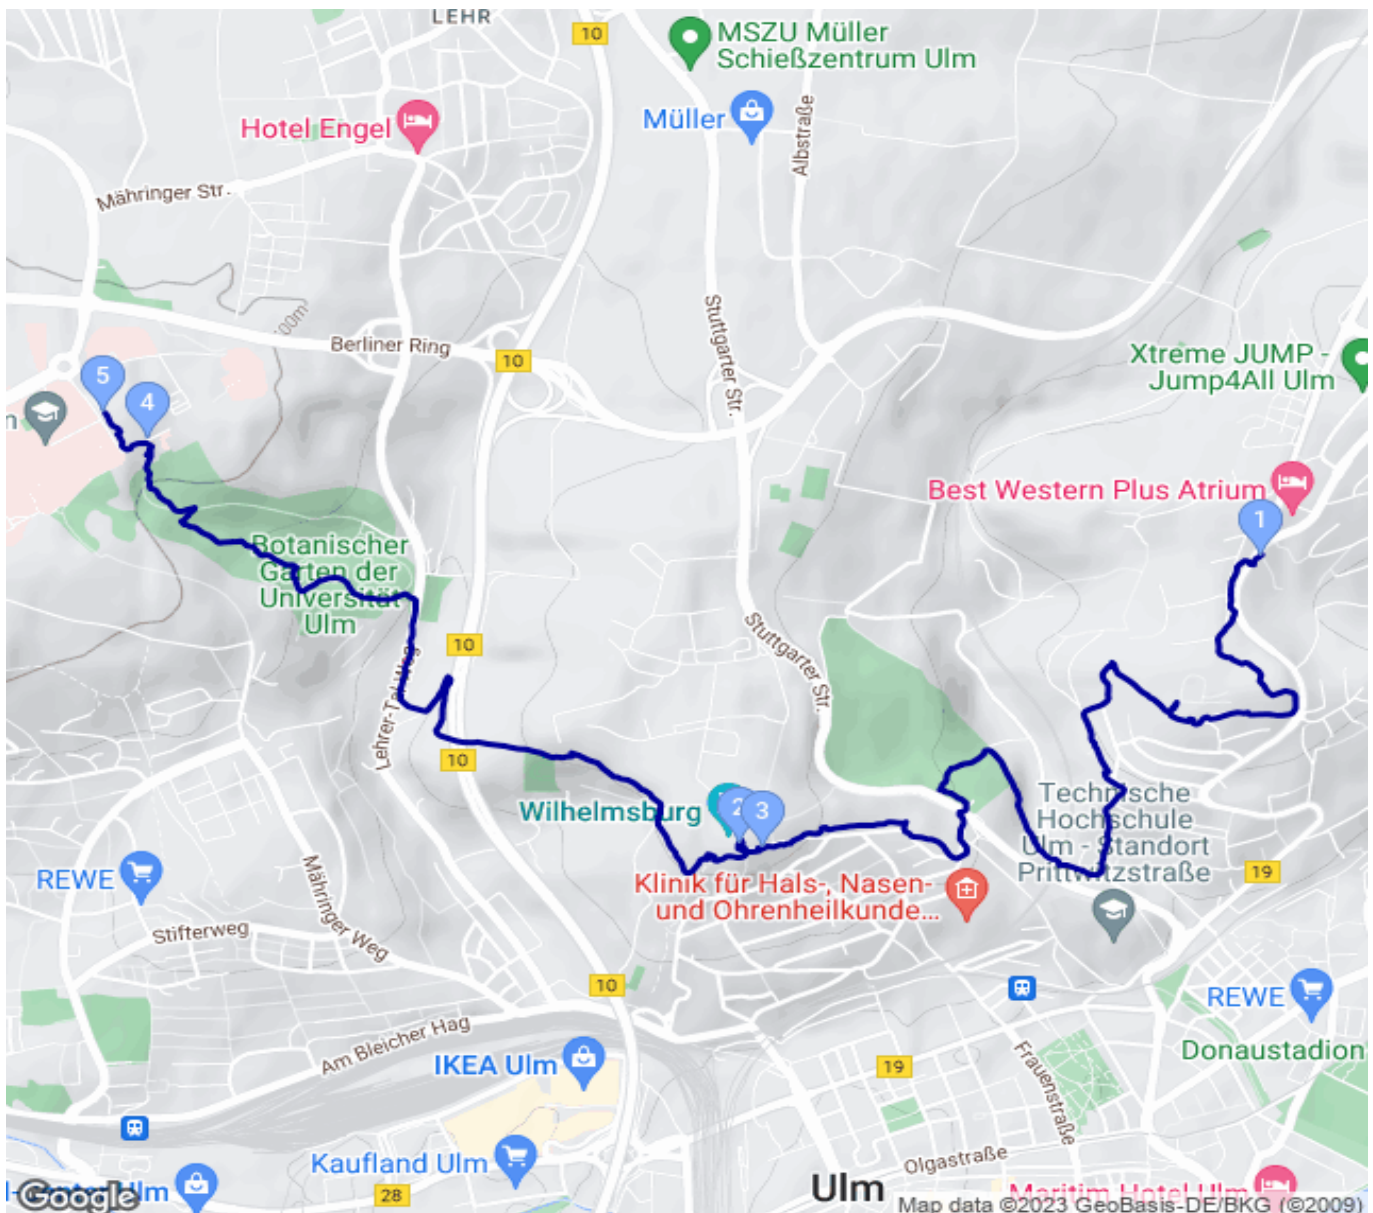 LEHR
10
MSZU Müller
Schießzentrum Ulm
Müller
Hotel Engel
Albstraße
Mähringer Str.
Stuttgarter Str.
Berliner Ring
10
Xtreme JUMP -
Jump4All Ulm
5
4
n
Best Western Plus Atrium
1
Botanischer
Garten der
Universität
Ulm
Stuttgarter Str.
10
Lehrer-Tal-Weg
10
Wilhelmsburg
2
3
Technische
Hochschule
Ulm - Standort
Prittwitzstraße
19
REWE
Klinik für Hals-, Nasen-
und Ohrenheilkunde...
Mähringer Weg
Stifterweg
10
REWE
Am Bleicher Hag
IKEA Ulm
19
Frauenstraße
Donaustadion
Kaufland Ulm
Olgastraße
28
Ulm
Maritim Hotel Ulm
Google
Map data ©2023 GeoBasis-DE/BKG (©2009)